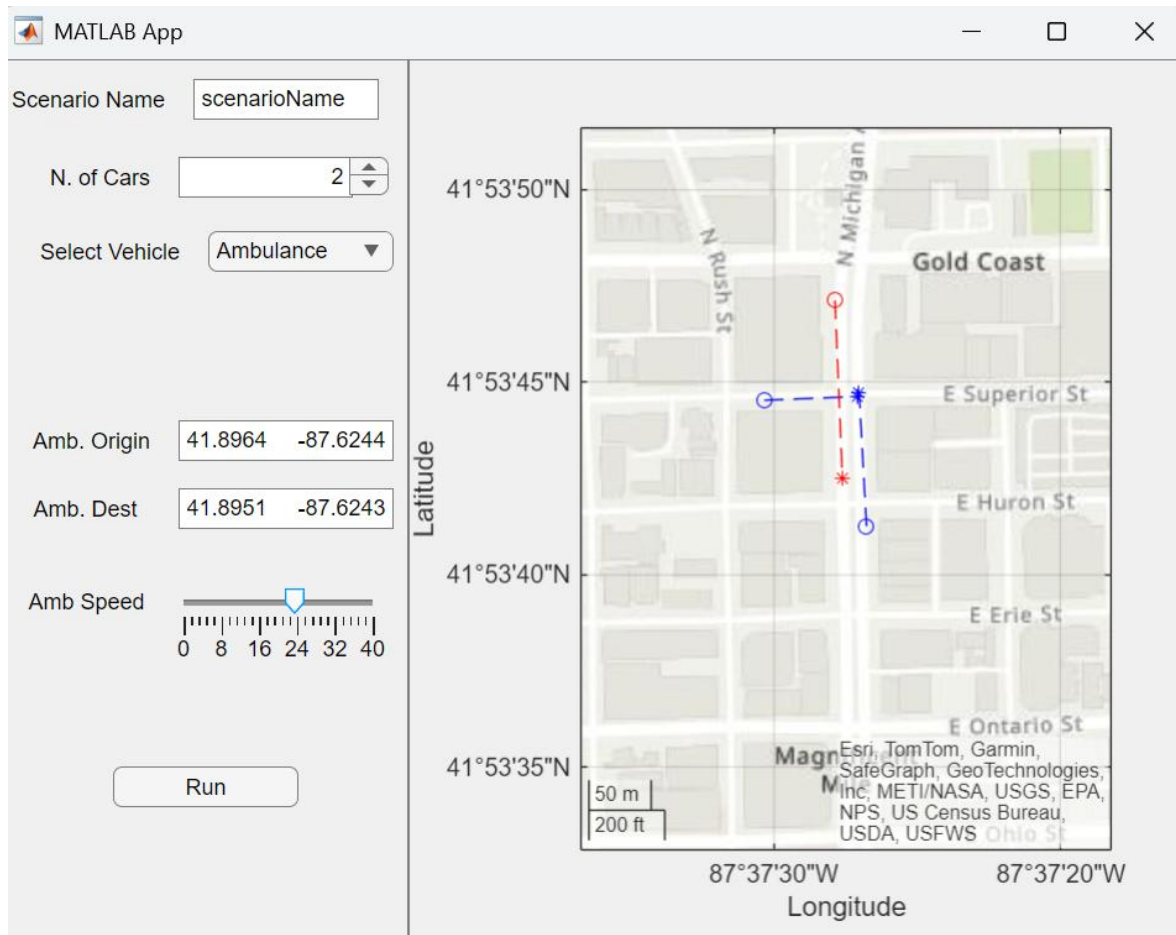 MATLAB App
Scenario Name scenarioName
N. of Cars 2
Select Vehicle Ambulance
Amb. Origin 41.8964 -87.6244
Amb. Dest 41.8951 -87.6243
Amb Speed
0 8 16 24 32 40
Run
Latitude
41°53'50"N
41°53'45"N
41°53'40"N
41°53'35"N
N Michigan
N Rush St
Gold Coast
E Superior St
E Huron St
E Erie St
E Ontario St
Esri, TomTom, Garmin,
SafeGraph, GeoTechnologies,
Inc, METI/NASA, USGS, EPA,
NPS, US Census Bureau,
USDA, USFWS
Ohio St
50 m
200 ft
87°37'30"W 87°37'20"W
Longitude